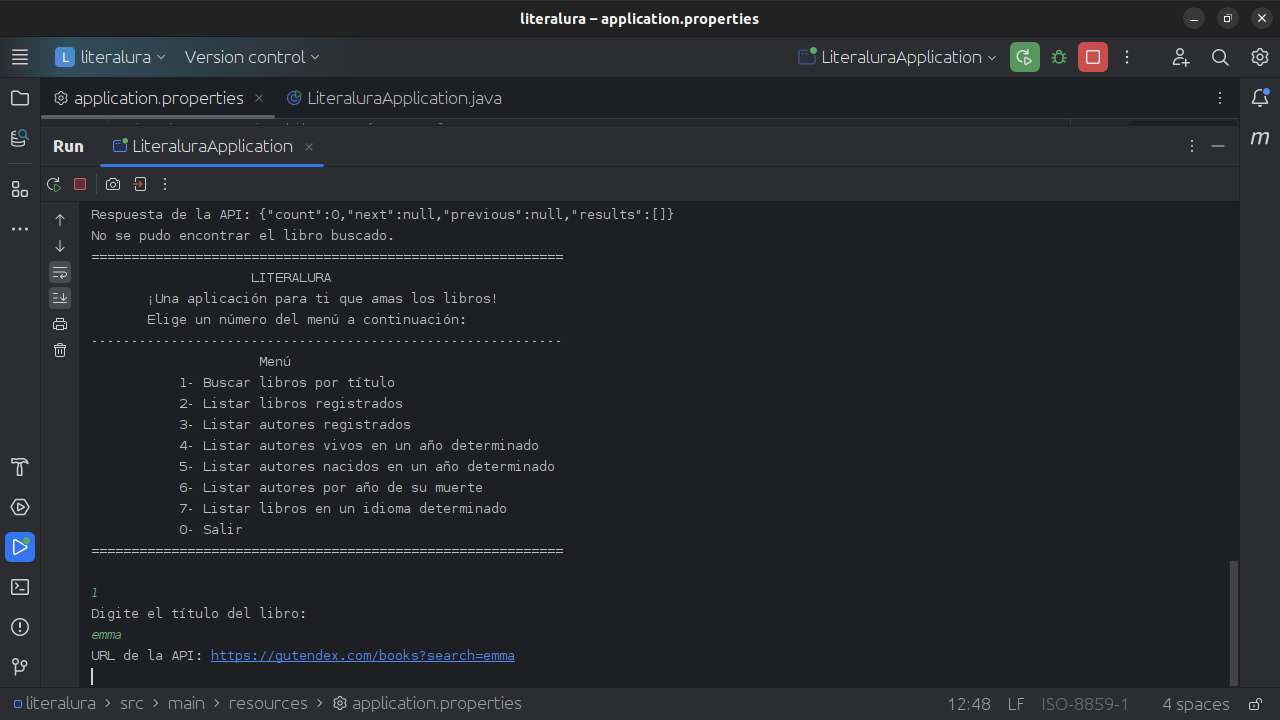 literalura – application.properties
L literalura Version control LiteraluraApplication
application.properties LiteraluraApplication.java
Run LiteraluraApplication
m
Respuesta de la API: {"count":0,"next":null,"previous":null,"results":[]}
No se pudo encontrar el libro buscado.
===========================================================
LITERALURA
¡Una aplicación para ti que amas los libros!
Elige un número del menú a continuación:
-----------------------------------------------------------
Menú
1- Buscar libros por título
2- Listar libros registrados
3- Listar autores registrados
4- Listar autores vivos en un año determinado
5- Listar autores nacidos en un año determinado
6- Listar autores por año de su muerte
7- Listar libros en un idioma determinado
0- Salir
===========================================================
1
Digite el título del libro:
emma
URL de la API: https://gutendex.com/books?search=emma
literalura > src > main > resources > application.properties 12:48 LF ISO-8859-1 4 spaces